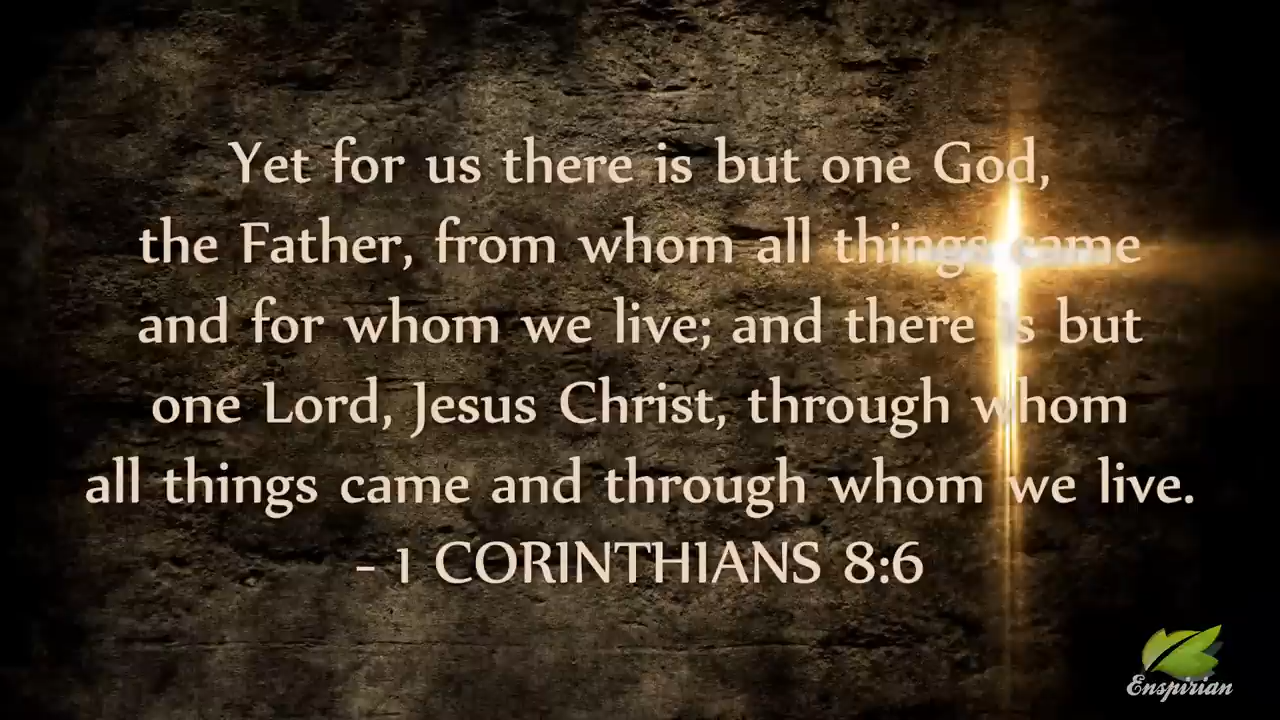 Yet for us there is but one God,
the Father, from whom all things came
and for whom we live; and there is but
one Lord, Jesus Christ, through whom
all things came and through whom we live.
- 1 CORINTHIANS 8:6
Enspirian